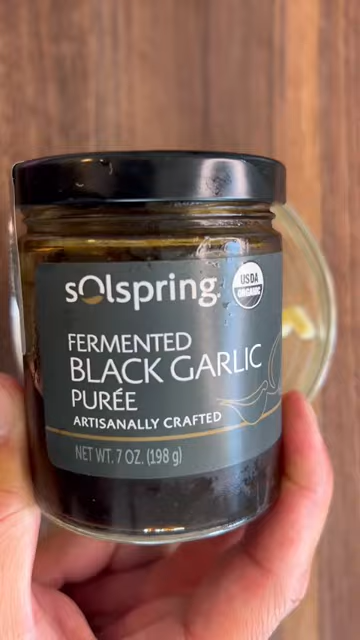 sOlspring.
USDA
ORGANIC
FERMENTED
BLACK GARLIC
PURÉE
ARTISANALLY CRAFTED
NET WT. 7 OZ. (198 g)